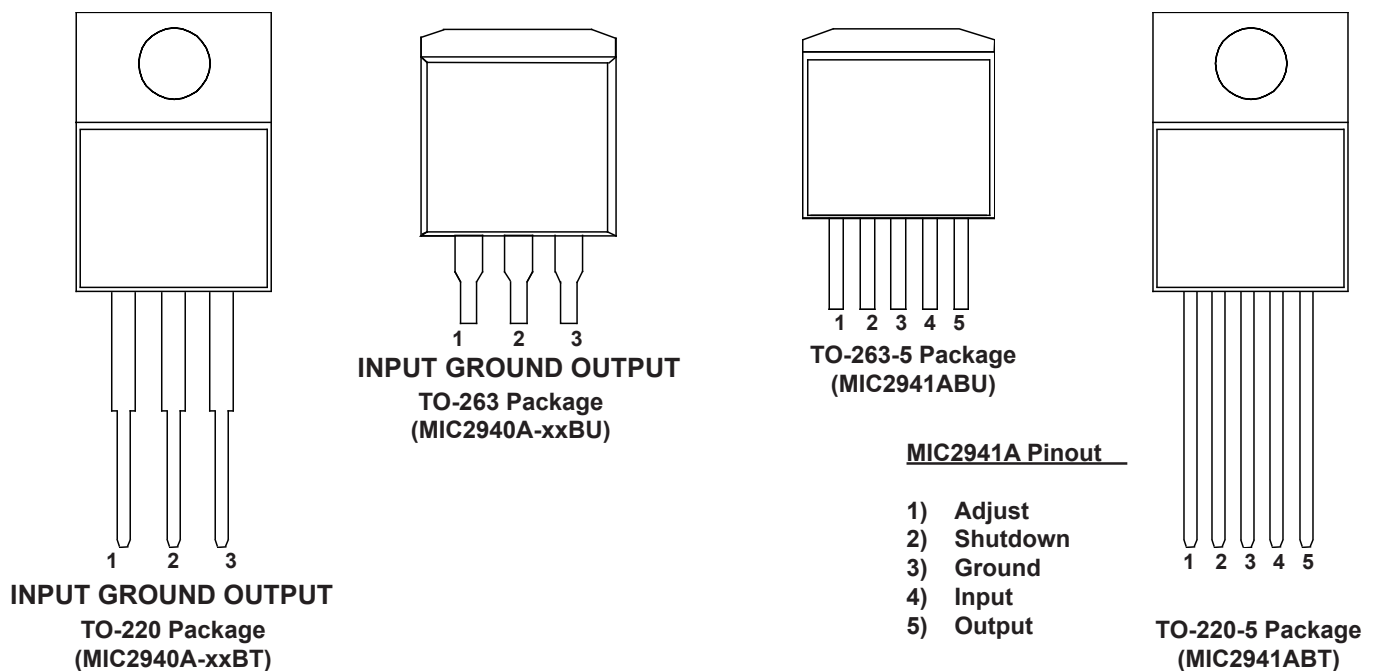 1 2 3
INPUT GROUND OUTPUT
TO-220 Package
(MIC2940A-xxBT)
1 2 3
INPUT GROUND OUTPUT
TO-263 Package
(MIC2940A-xxBU)
1 2 3 4 5
TO-263-5 Package
(MIC2941ABU)
MIC2941A Pinout
1) Adjust
2) Shutdown
3) Ground
4) Input
5) Output
1 2 3 4 5
TO-220-5 Package
(MIC2941ABT)